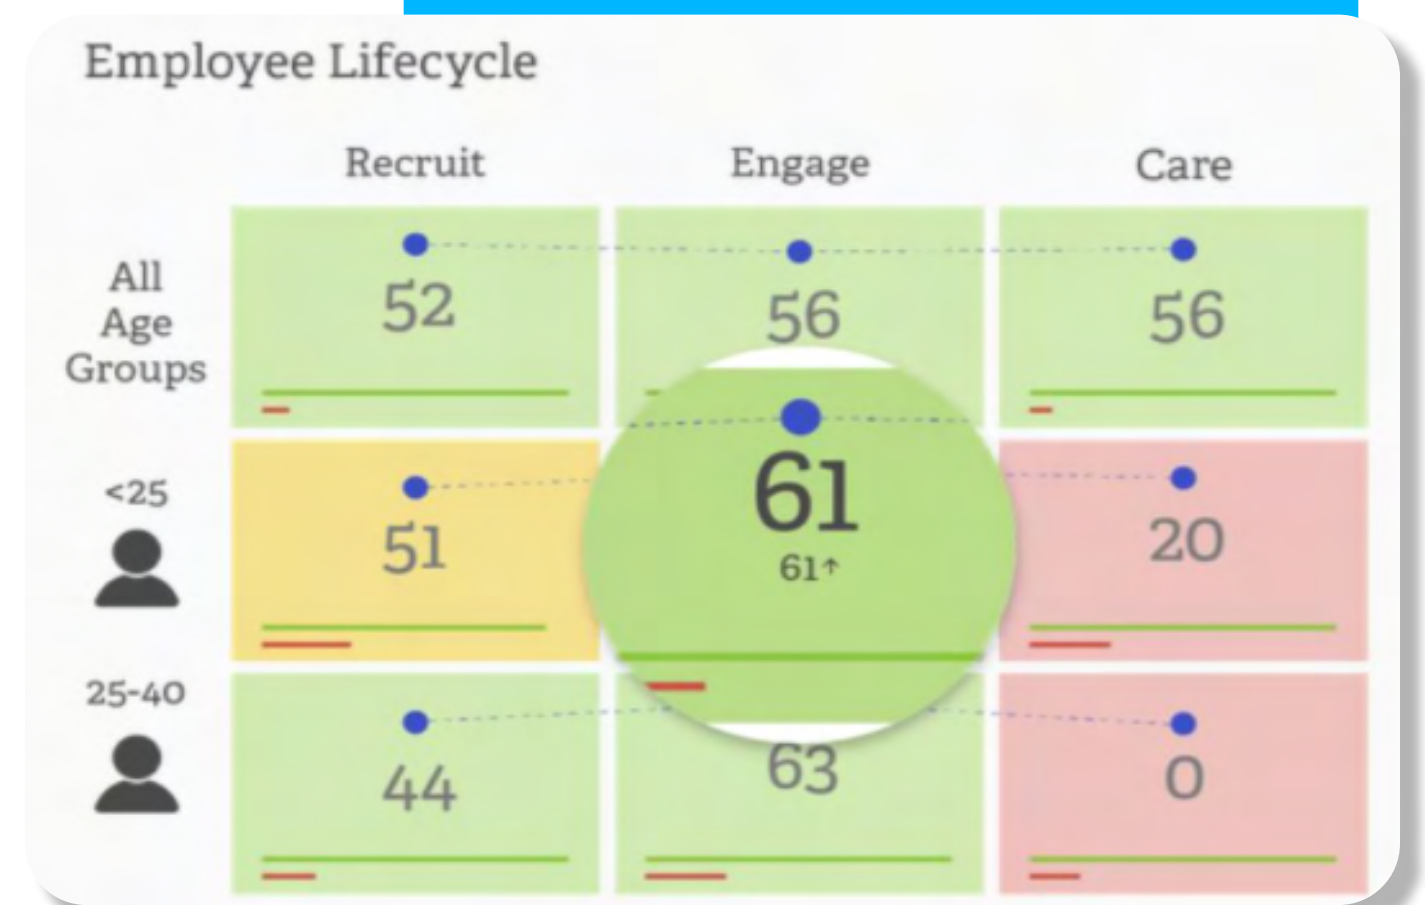 Employee Lifecycle
Recruit Engage Care
All
Age
Groups
52 56 56
<25
51 61 20
61↑
25-40
44 63 0